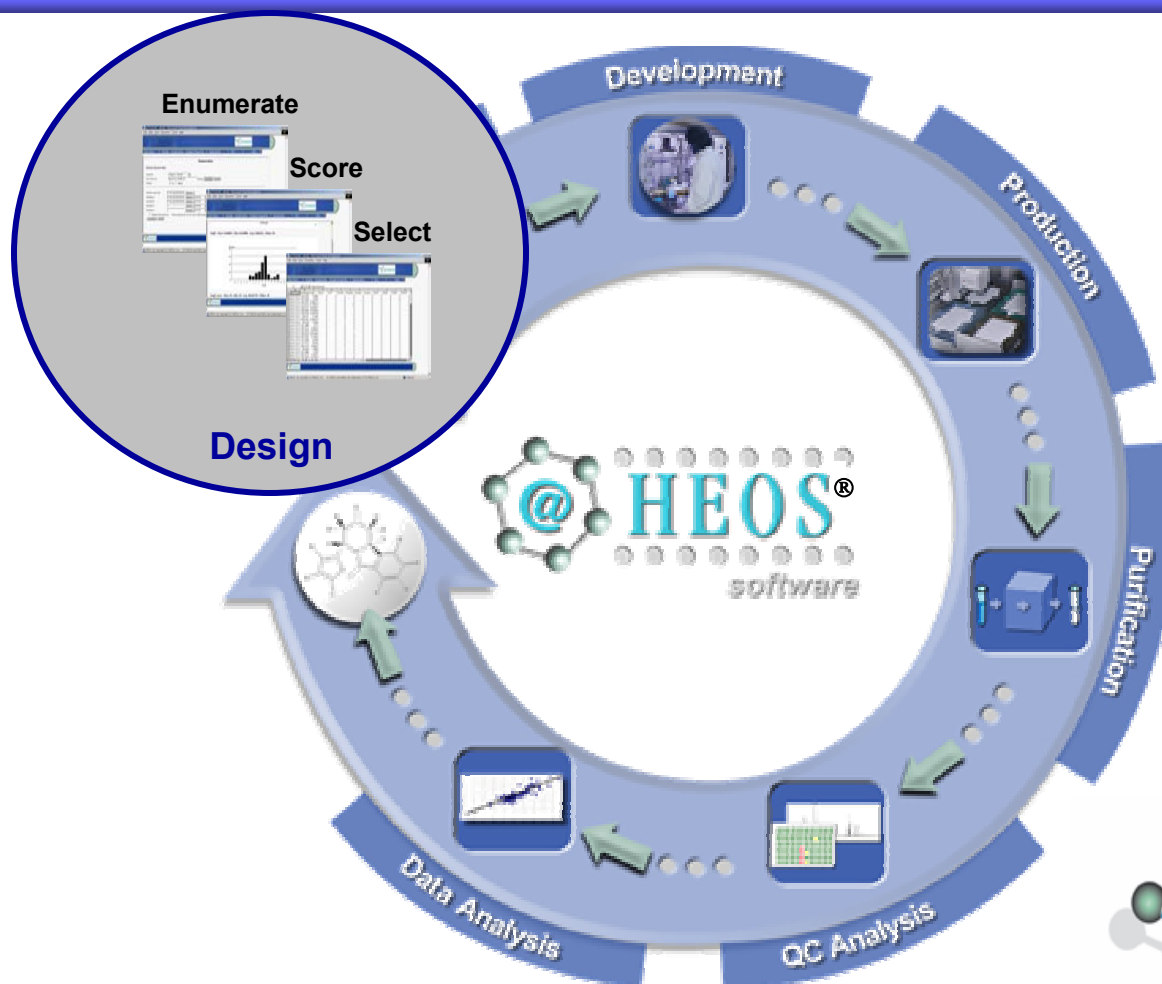 Enumerate
Score
Select
Design
Development
Production
Purification
QC Analysis
Data Analysis
@ HEOS®
software